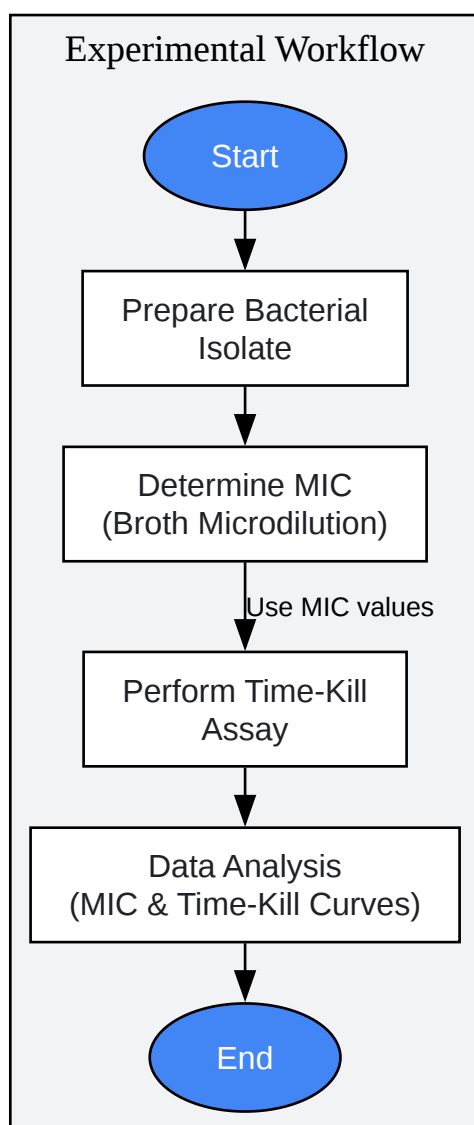 Experimental Workflow
Start
Prepare Bacterial
Isolate
Determine MIC
(Broth Microdilution)
Use MIC values
Perform Time-Kill
Assay
Data Analysis
(MIC & Time-Kill Curves)
End